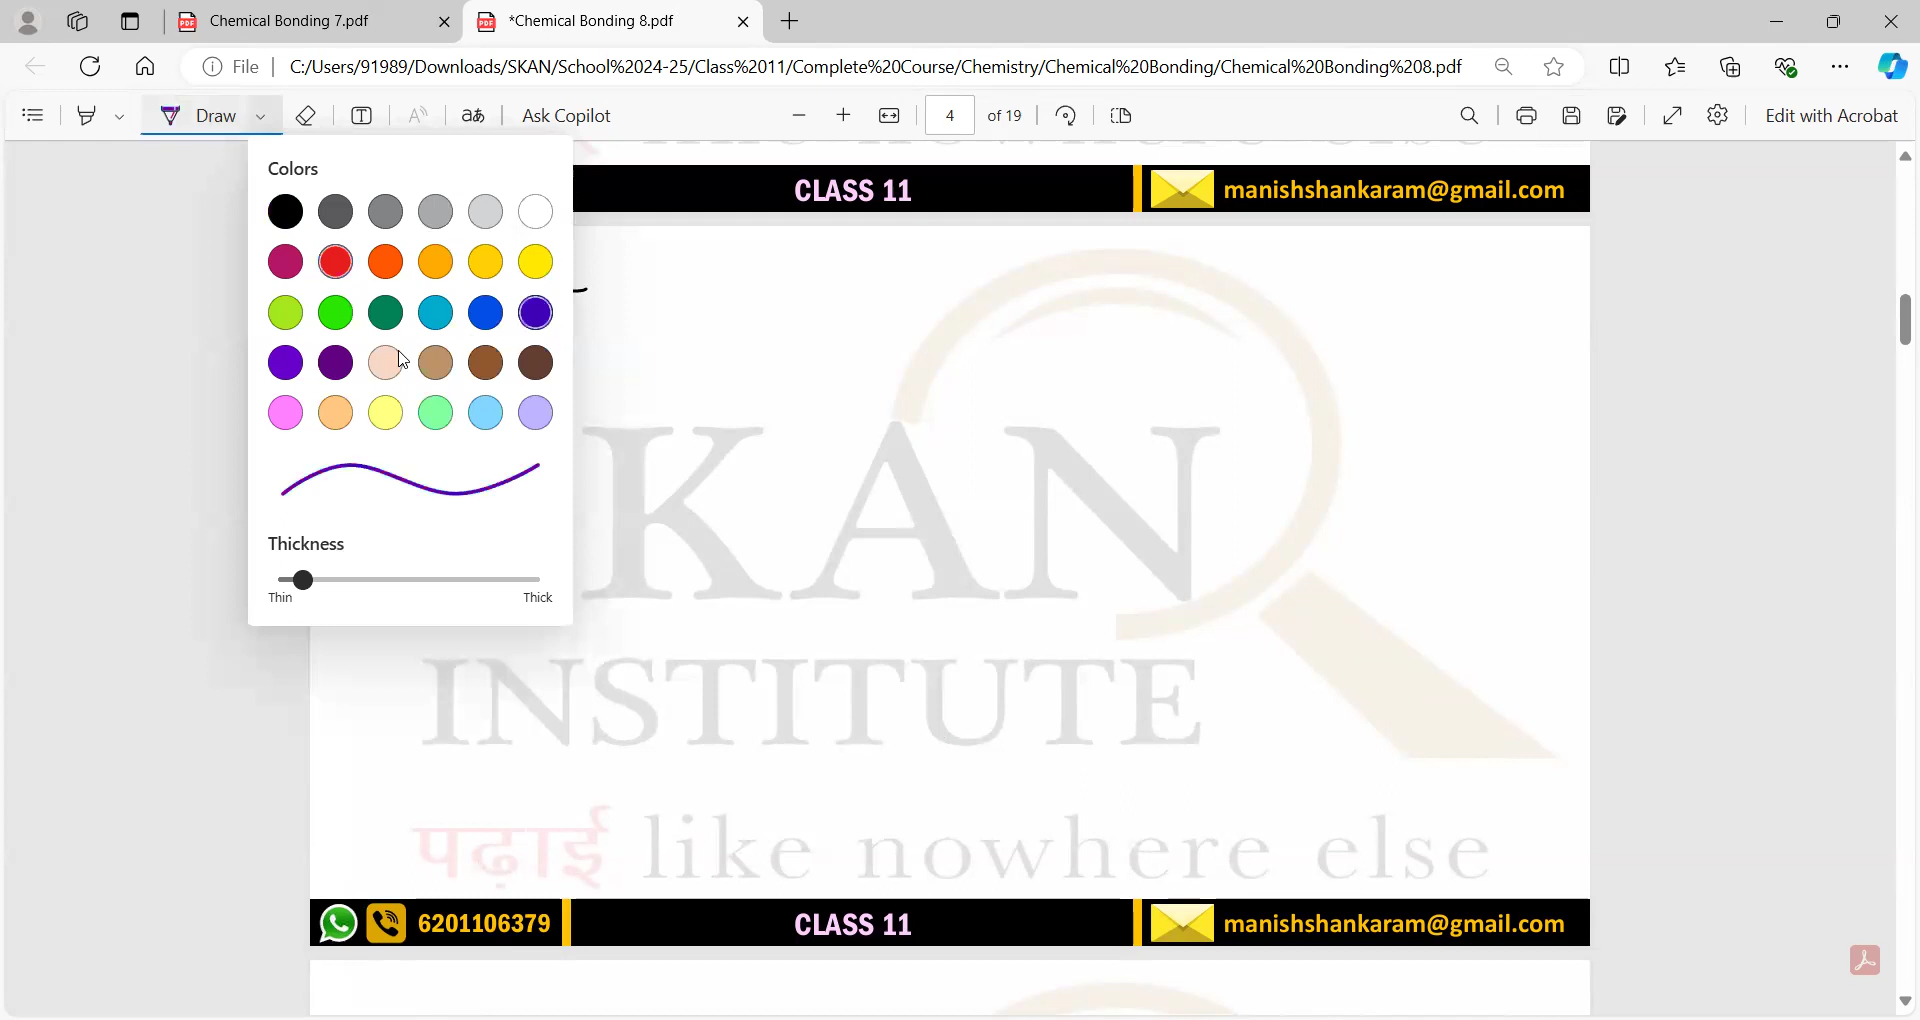 Chemical Bonding 7.pdf
*Chemical Bonding 8.pdf
File
C:/Users/91989/Downloads/SKAN/School%2024-25/Class%2011/Complete%20Course/Chemistry/Chemical%20Bonding/Chemical%20Bonding%208.pdf
Draw
aあ
Ask Copilot
4 of 19
Edit with Acrobat
Colors
Thickness
Thin
Thick
CLASS 11
manishshankaram@gmail.com
KAN
INSTITUTE
पढ़ाई like nowhere else
6201106379
CLASS 11
manishshankaram@gmail.com